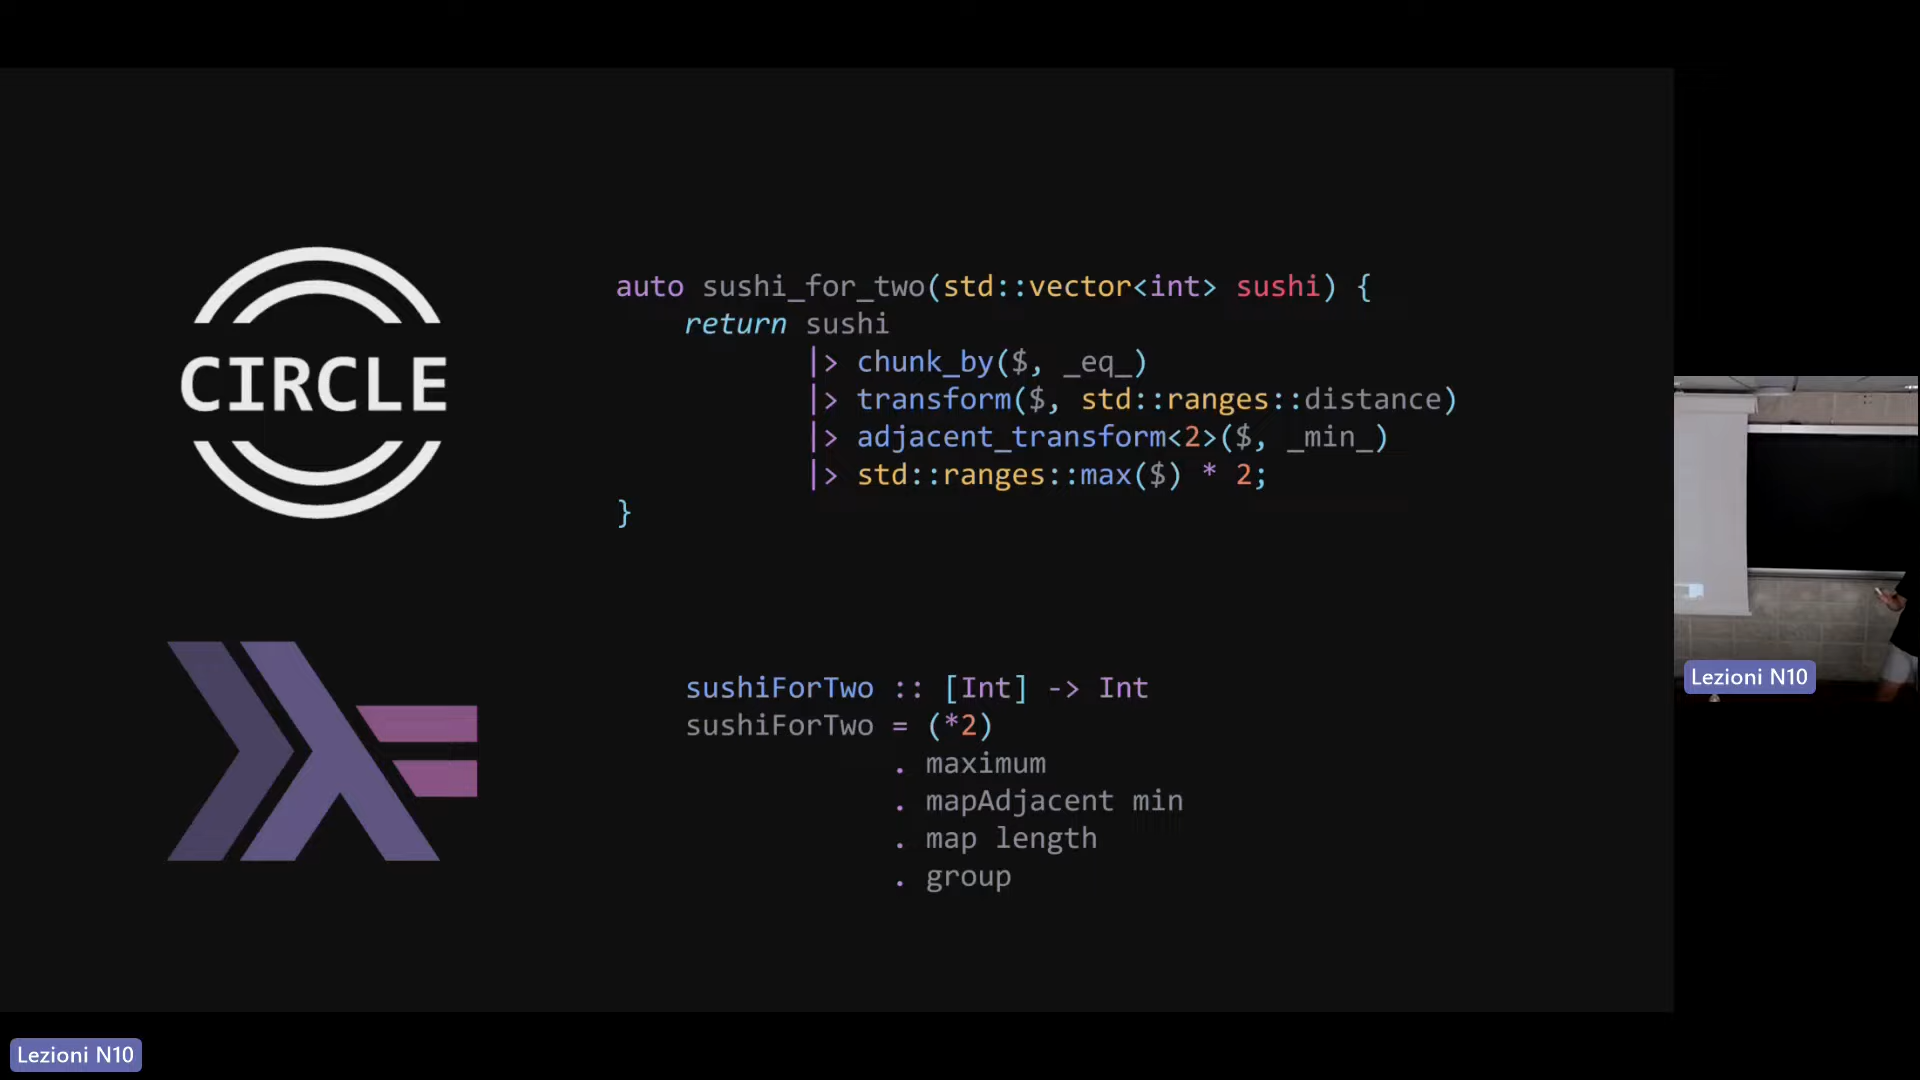 CIRCLE
auto sushi_for_two(std::vector<int> sushi) {
return sushi
|> chunk_by($, _eq_)
|> transform($, std::ranges::distance)
|> adjacent_transform<2>($, _min_)
|> std::ranges::max($) * 2;
}
sushiForTwo :: [Int] -> Int
sushiForTwo = (*2)
. maximum
. mapAdjacent min
. map length
. group
Lezioni N10
Lezioni N10